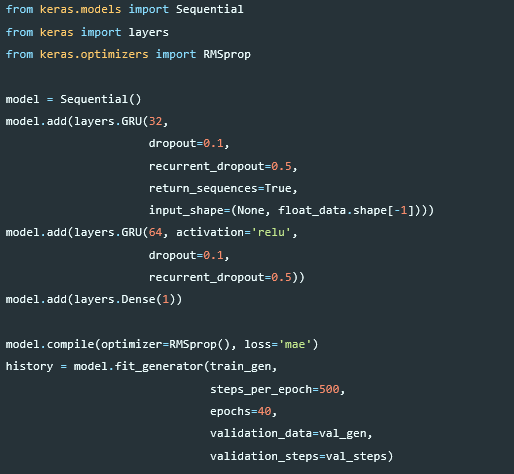 from keras.models import Sequential
from keras import layers
from keras.optimizers import RMSprop

model = Sequential()
model.add(layers.GRU(32,
                     dropout=0.1,
                     recurrent_dropout=0.5,
                     return_sequences=True,
                     input_shape=(None, float_data.shape[-1])))
model.add(layers.GRU(64, activation='relu',
                     dropout=0.1,
                     recurrent_dropout=0.5))
model.add(layers.Dense(1))

model.compile(optimizer=RMSprop(), loss='mae')
history = model.fit_generator(train_gen,
                              steps_per_epoch=500,
                              epochs=40,
                              validation_data=val_gen,
                              validation_steps=val_steps)